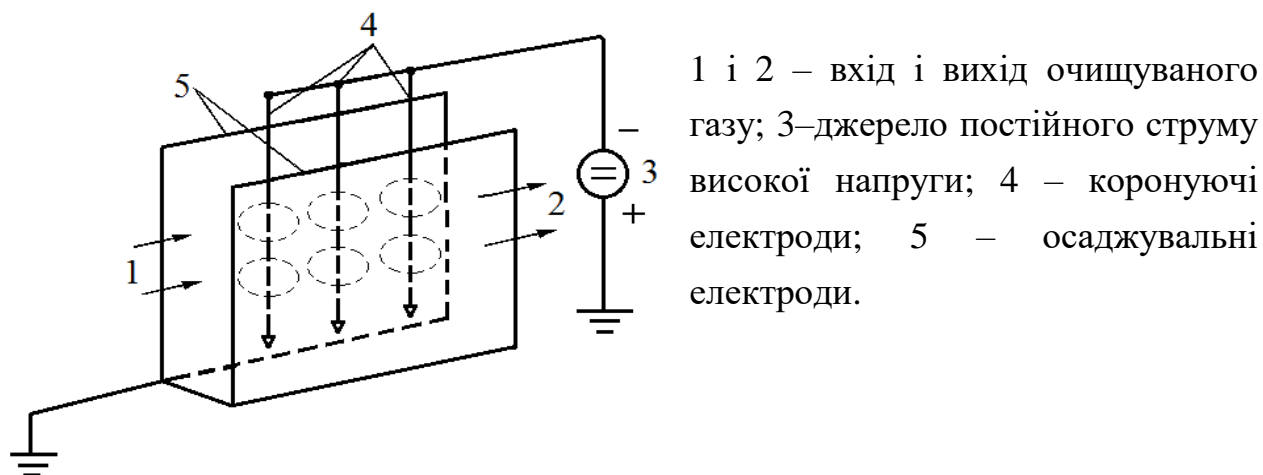 4
5
1
2
3
−
+
1 і 2 – вхід і вихід очищуваного
газу; 3–джерело постійного струму
високої напруги; 4 – коронуючі
електроди; 5 – осаджувальні
електроди.